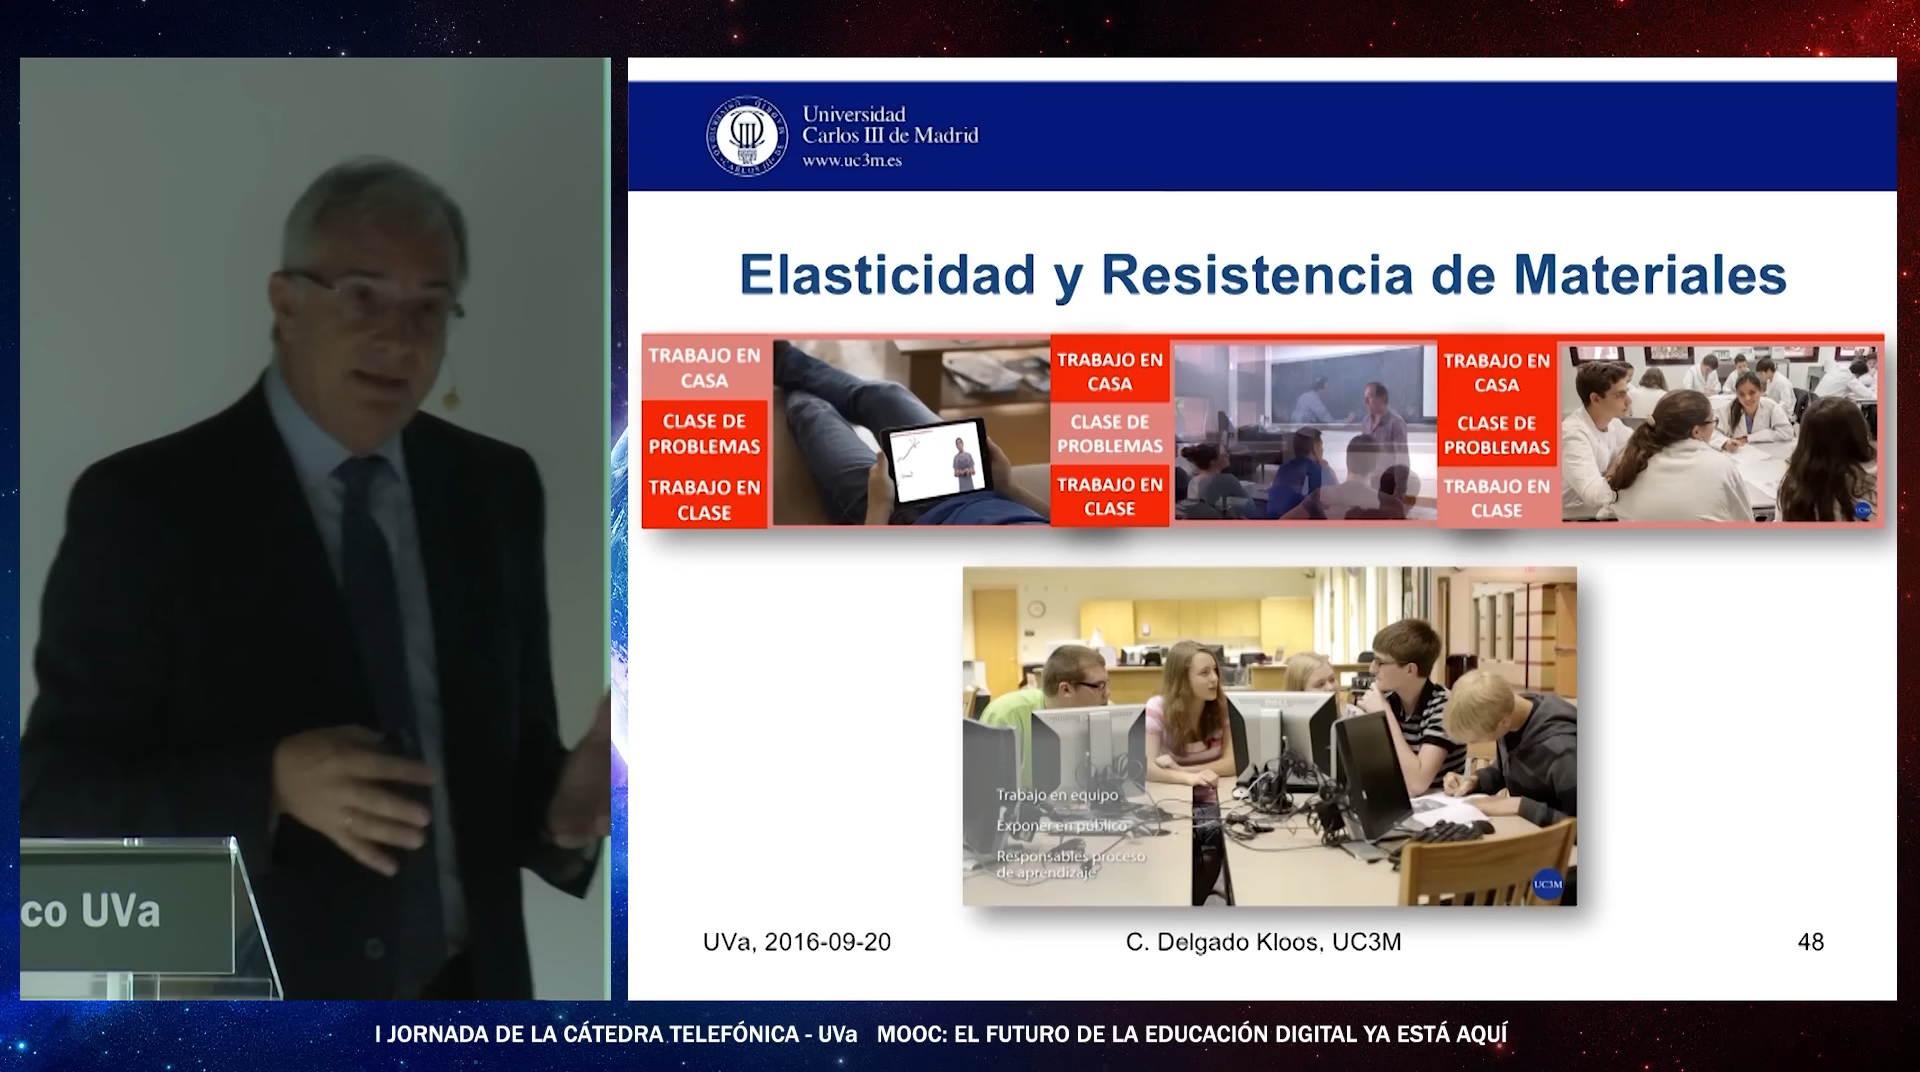 co UVa
Universidad
Carlos III de Madrid
www.uc3m.es
Elasticidad y Resistencia de Materiales
TRABAJO EN
CASA
CLASE DE
PROBLEMAS
TRABAJO EN
CLASE
TRABAJO EN
CASA
CLASE DE
PROBLEMAS
TRABAJO EN
CLASE
TRABAJO EN
CASA
CLASE DE
PROBLEMAS
TRABAJO EN
CLASE
UC3M
Trabajo en equipo
Exponer en público
Responsables proceso
de aprendizaje
UC3M
UVa, 2016-09-20
C. Delgado Kloos, UC3M
48
I JORNADA DE LA CÁTEDRA TELEFÓNICA - UVa MOOC: EL FUTURO DE LA EDUCACIÓN DIGITAL YA ESTÁ AQUÍ